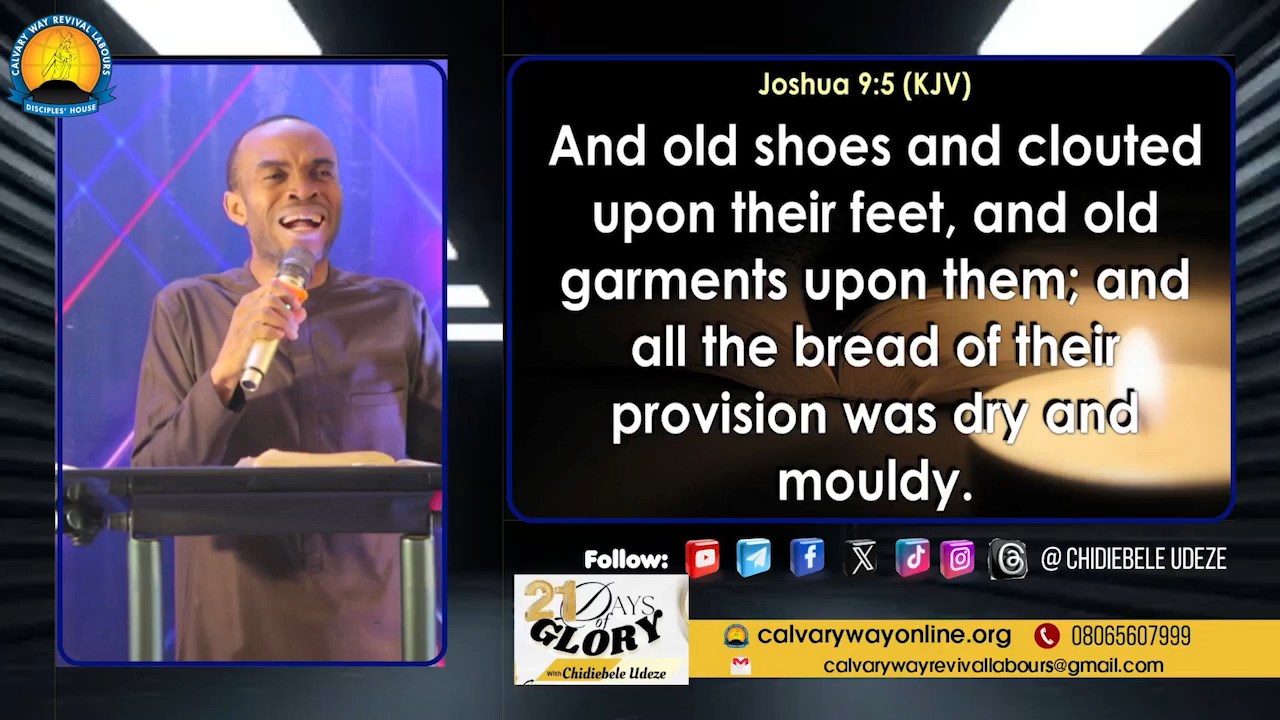 CALVARY WAY REVIVAL LABOURS
DISCIPLES' HOUSE
Joshua 9:5 (KJV)
And old shoes and clouted
upon their feet, and old
garments upon them; and
all the bread of their
provision was dry and
mouldy.
Follow:
@ CHIDIEBELE UDEZE
21 DAYS
of
GLORY
With Chidiebele Udeze
calvarywayonline.org
08065607999
calvarywayrevivallabours@gmail.com